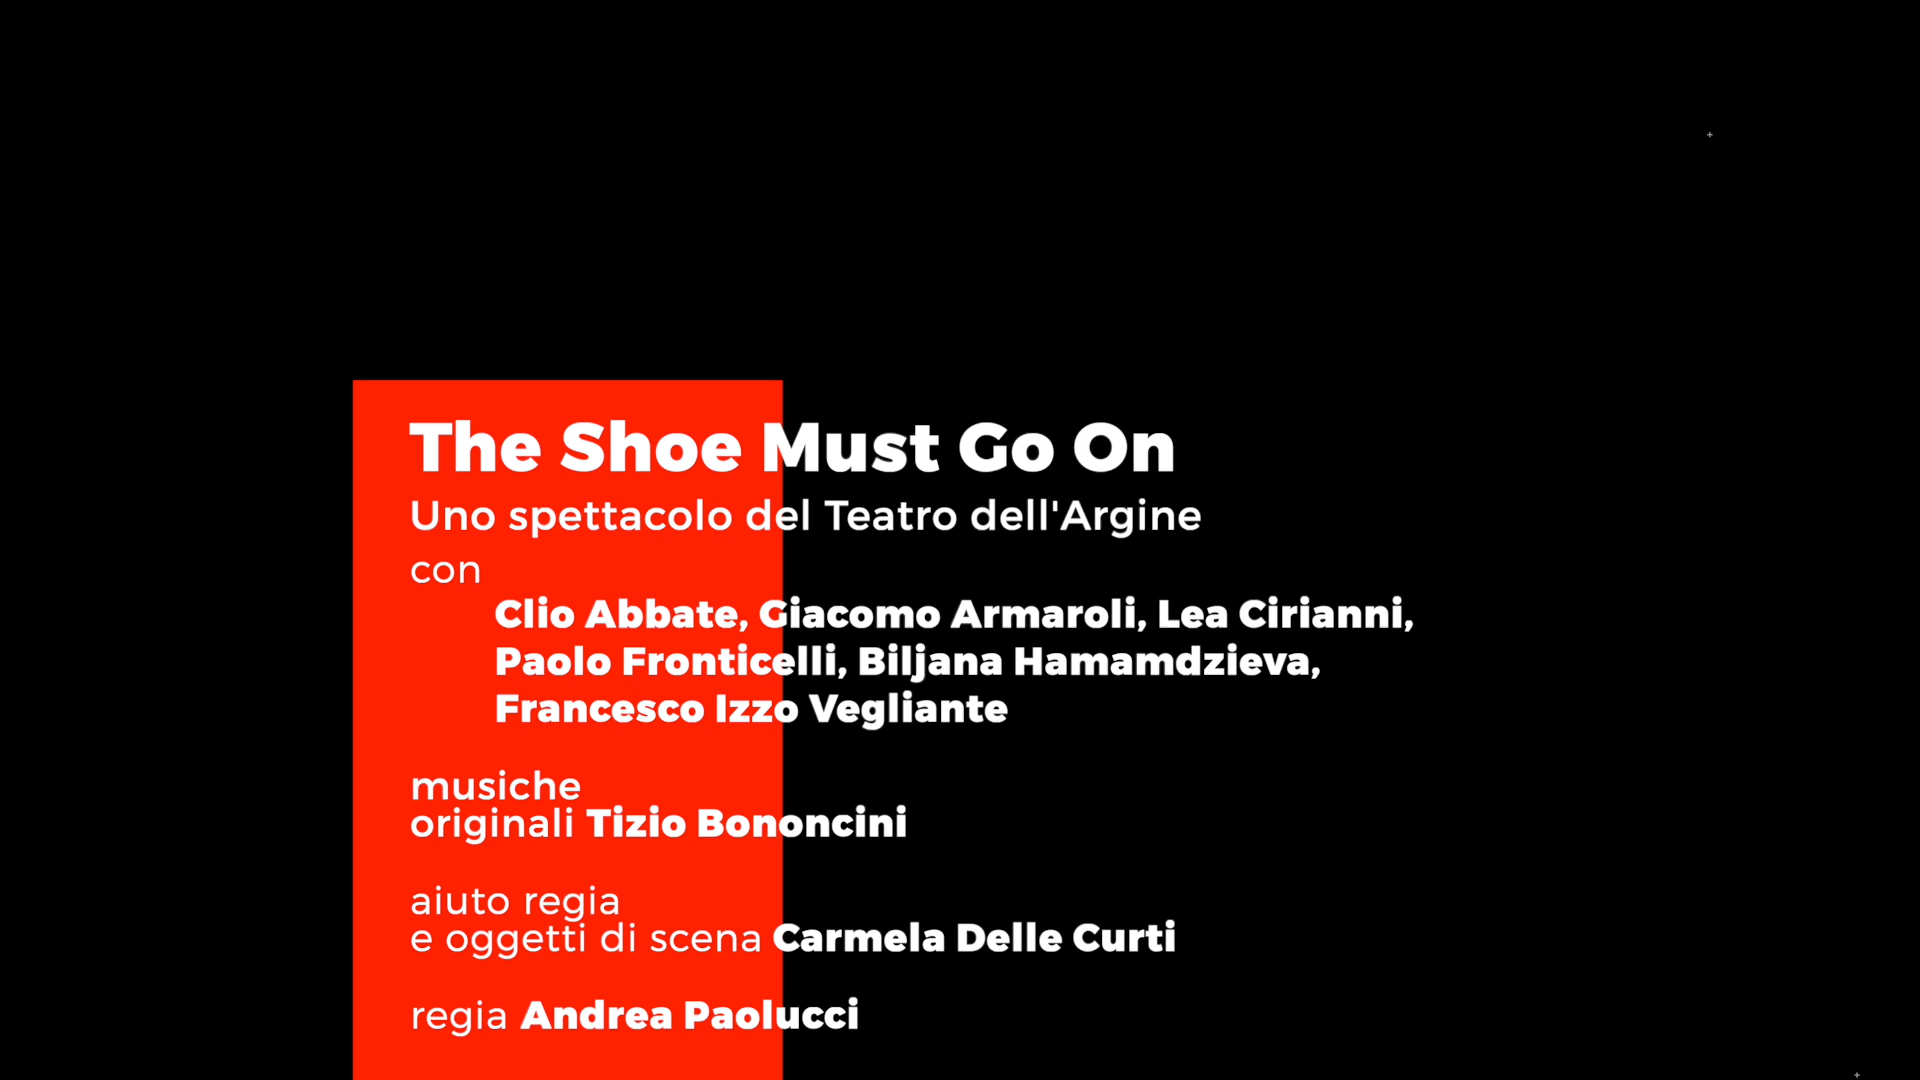 The Shoe Must Go On
Uno spettacolo del Teatro dell'Argine
con
Clio Abbate, Giacomo Armaroli, Lea Cirianni,
Paolo Fronticelli, Biljana Hamamdzieva,
Francesco Izzo Vegliante
musiche
originali Tizio Bononcini
aiuto regia
e oggetti di scena Carmela Delle Curti
regia Andrea Paolucci